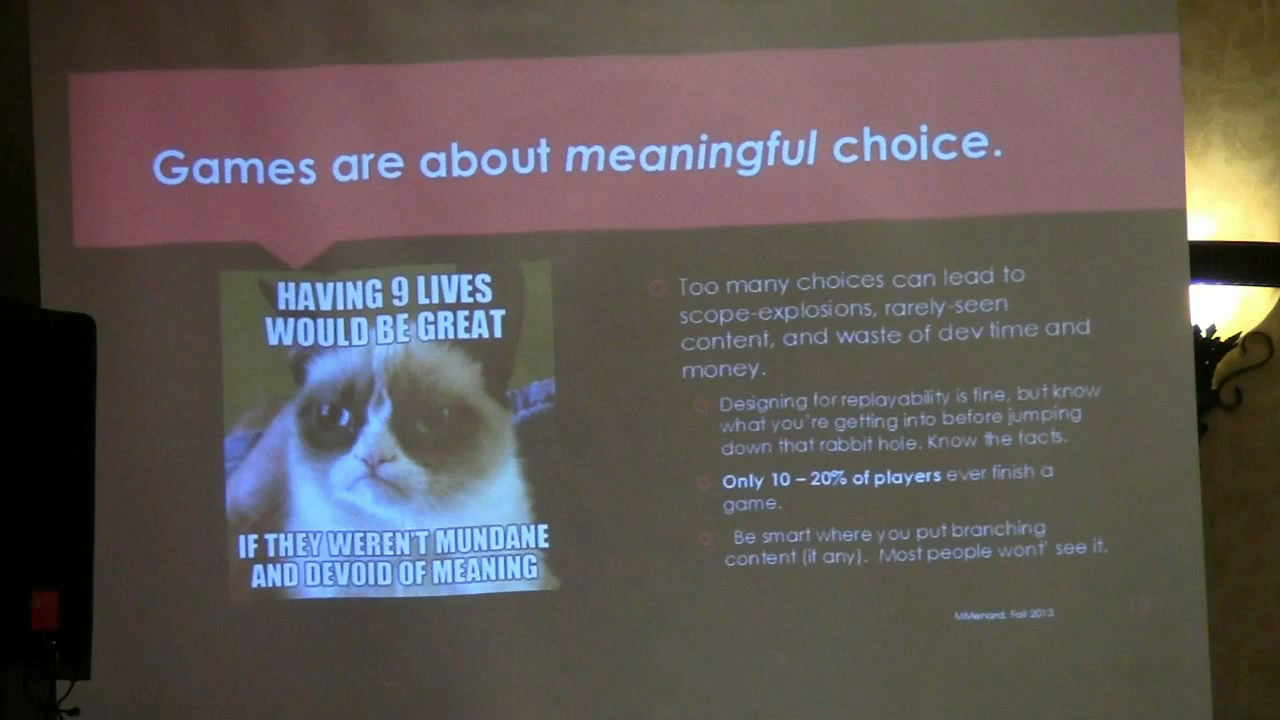 Games are about meaningful choice.
HAVING 9 LIVES
WOULD BE GREAT
IF THEY WEREN'T MUNDANE
AND DEVOID OF MEANING
Too many choices can lead to
scope-explosions, rarely-seen
content, and waste of dev time and
money.
Designing for replayability is fine, but know
what you're getting into before jumping
down that rabbit hole. Know the facts.
Only 10 – 20% of players ever finish a
game.
Be smart where you put branching
content (if any). Most people wont' see it.
MMenard, Fall 2013